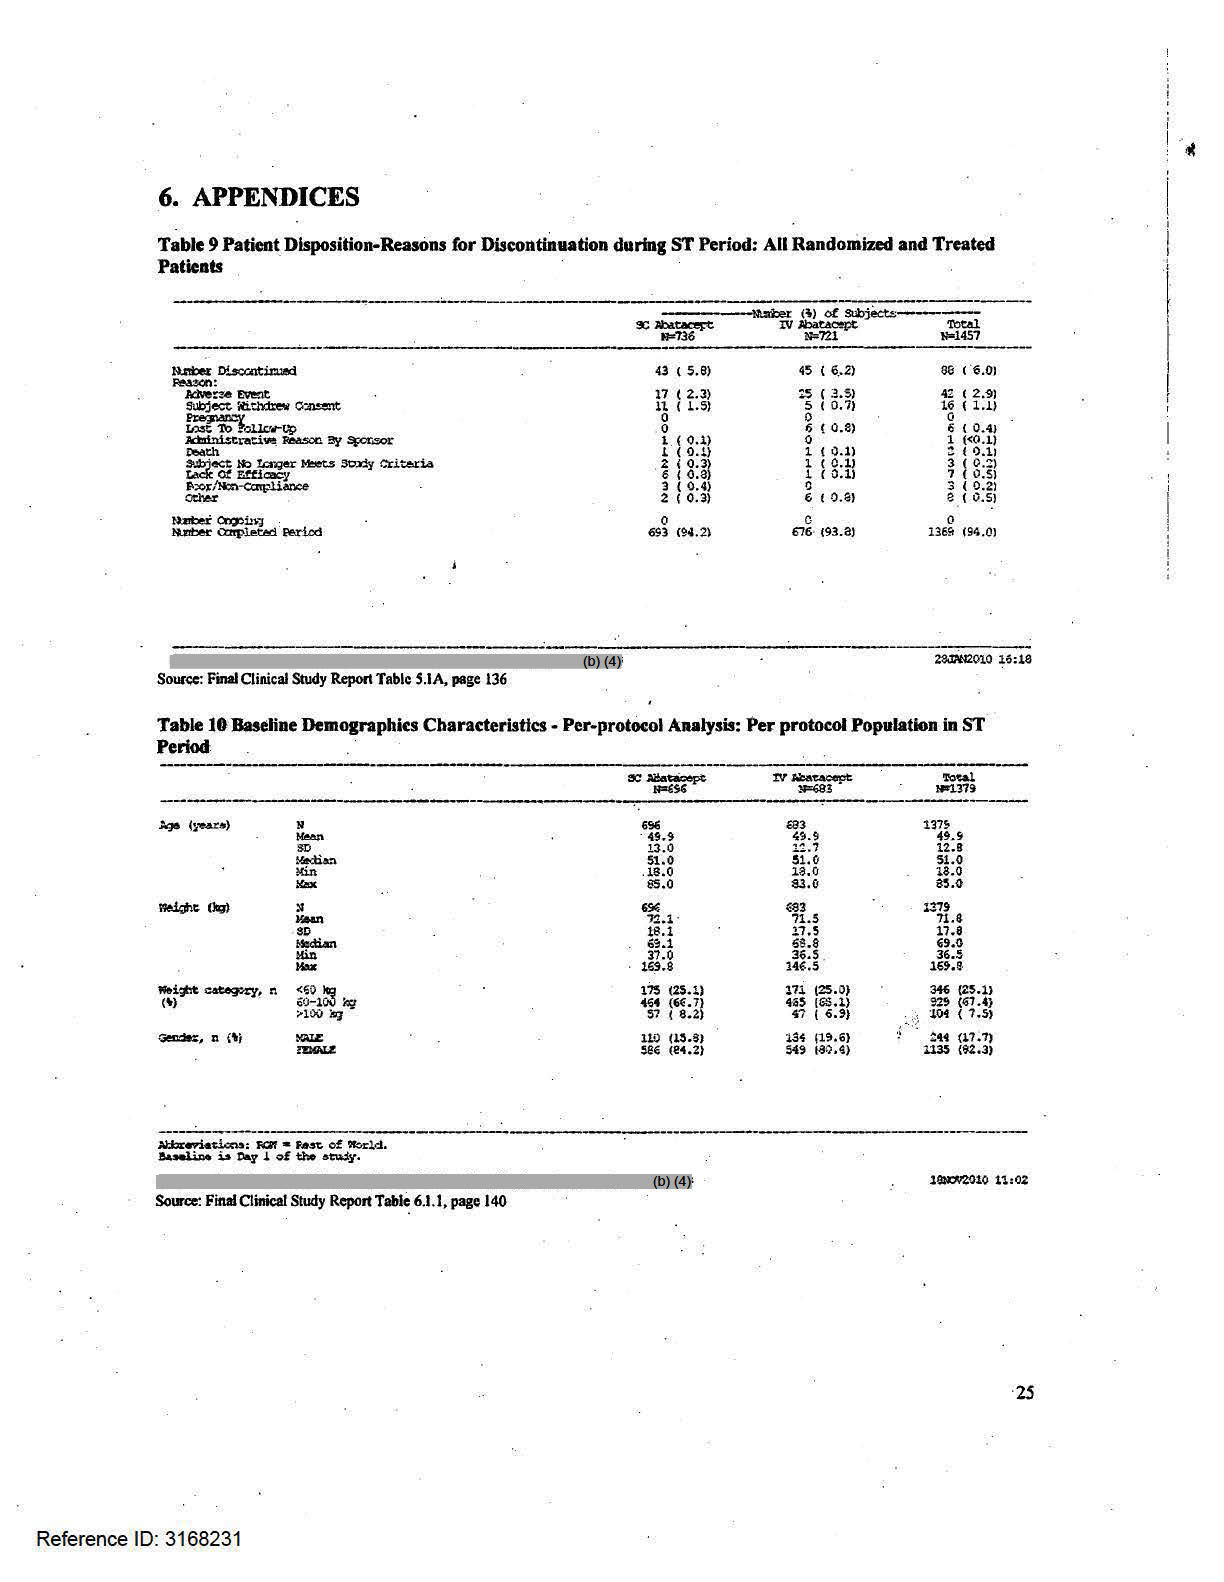 6. APPENDICES
Table 9 Patient Disposition-Reasons for Discontinuation during ST Period: All Randomized and Treated
Patients
Number (%) of Subjects
SC Abatacept IV Abatacept Total
N=736 N=721 N=1457
Number Discontinued 43 ( 5.8) 45 ( 6.2) 88 ( 6.0)
Reason:
Adverse Event 17 ( 2.3) 25 ( 3.5) 42 ( 2.9)
Subject Withdrew Consent 11 ( 1.5) 5 ( 0.7) 16 ( 1.1)
Pregnancy 0 0 0
Lost To Follow-Up 0 6 ( 0.8) 6 ( 0.4)
Administrative Reason By Sponsor 1 ( 0.1) 0 1 (<0.1)
Death 1 ( 0.1) 1 ( 0.1) 2 ( 0.1)
Subject No Longer Meets Study Criteria 2 ( 0.3) 1 ( 0.1) 3 ( 0.2)
Lack Of Efficacy 6 ( 0.8) 1 ( 0.1) 7 ( 0.5)
Poor/Non-Compliance 3 ( 0.4) 0 3 ( 0.2)
Other 2 ( 0.3) 6 ( 0.8) 8 ( 0.5)
Number Ongoing 0 0 0
Number Completed Period 693 (94.2) 676 (93.8) 1369 (94.0)
(b) (4)
28JAN2010 16:18
Source: Final Clinical Study Report Table 5.1A, page 136
Table 10 Baseline Demographics Characteristics - Per-protocol Analysis: Per protocol Population in ST
Period
SC Abatacept IV Abatacept Total
N=696 N=683 N=1379
Age (years) N 696 683 1379
Mean 49.9 49.9 49.9
SD 13.0 12.7 12.8
Median 51.0 51.0 51.0
Min 18.0 18.0 18.0
Max 85.0 83.0 85.0
Weight (kg) N 696 683 1379
Mean 72.1 71.5 71.8
SD 18.1 17.5 17.8
Median 69.1 68.8 69.0
Min 37.0 36.5 36.5
Max 169.8 146.5 169.8
Weight category, n <60 kg 175 (25.1) 171 (25.0) 346 (25.1)
(%) 60-100 kg 464 (66.7) 465 (68.1) 929 (67.4)
>100 kg 57 ( 8.2) 47 ( 6.9) 104 ( 7.5)
Gender, n (%) MALE 110 (15.8) 134 (19.6) 244 (17.7)
FEMALE 586 (84.2) 549 (80.4) 1135 (82.3)
Abbreviations: ROW = Rest of World.
Baseline is Day 1 of the study.
(b) (4)
18NOV2010 11:02
Source: Final Clinical Study Report Table 6.1.1, page 140
25
Reference ID: 3168231